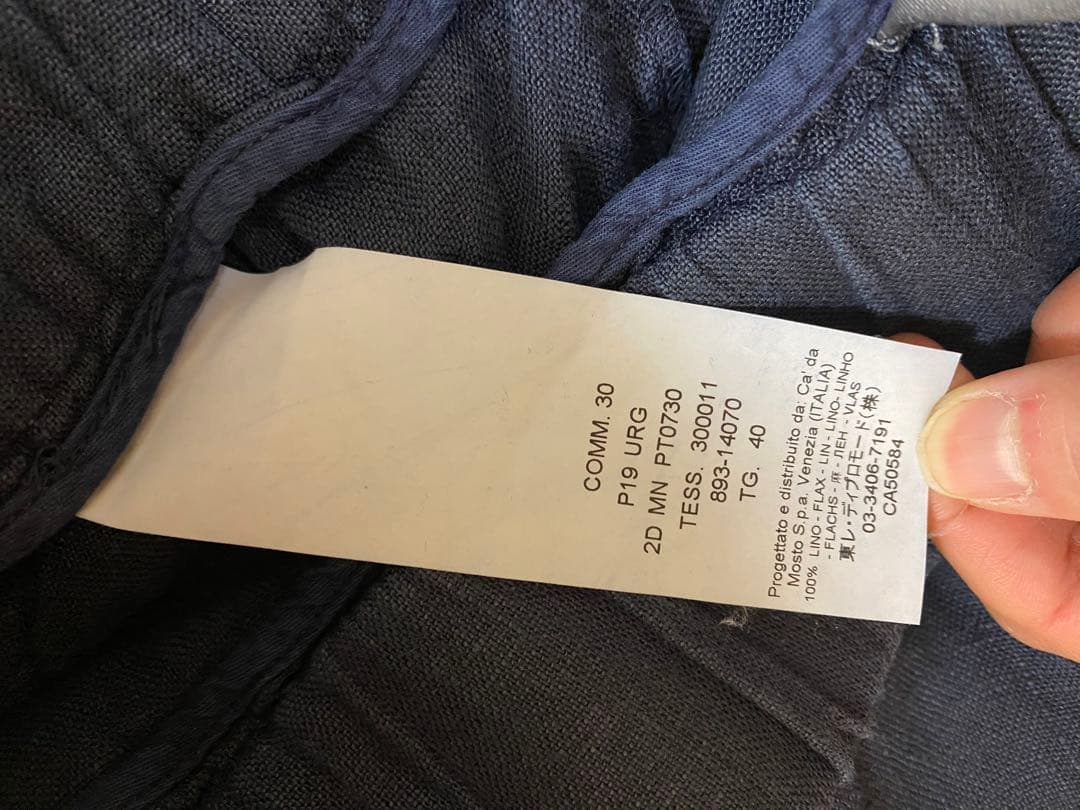 COMM. 30
P19 URG
2D MN PT0730
TESS. 300011
893-14070
TG. 40
Progettato e distribuito da: Ca' da
Mosto S.p.a. Venezia (ITALIA)
100% LINO - FLAX - LIN - LINO- LINHO
- FLACHS - 麻 - ЛЕН - VLAS
東レ・ディプロモード(株)
03-3406-7191
CA50584